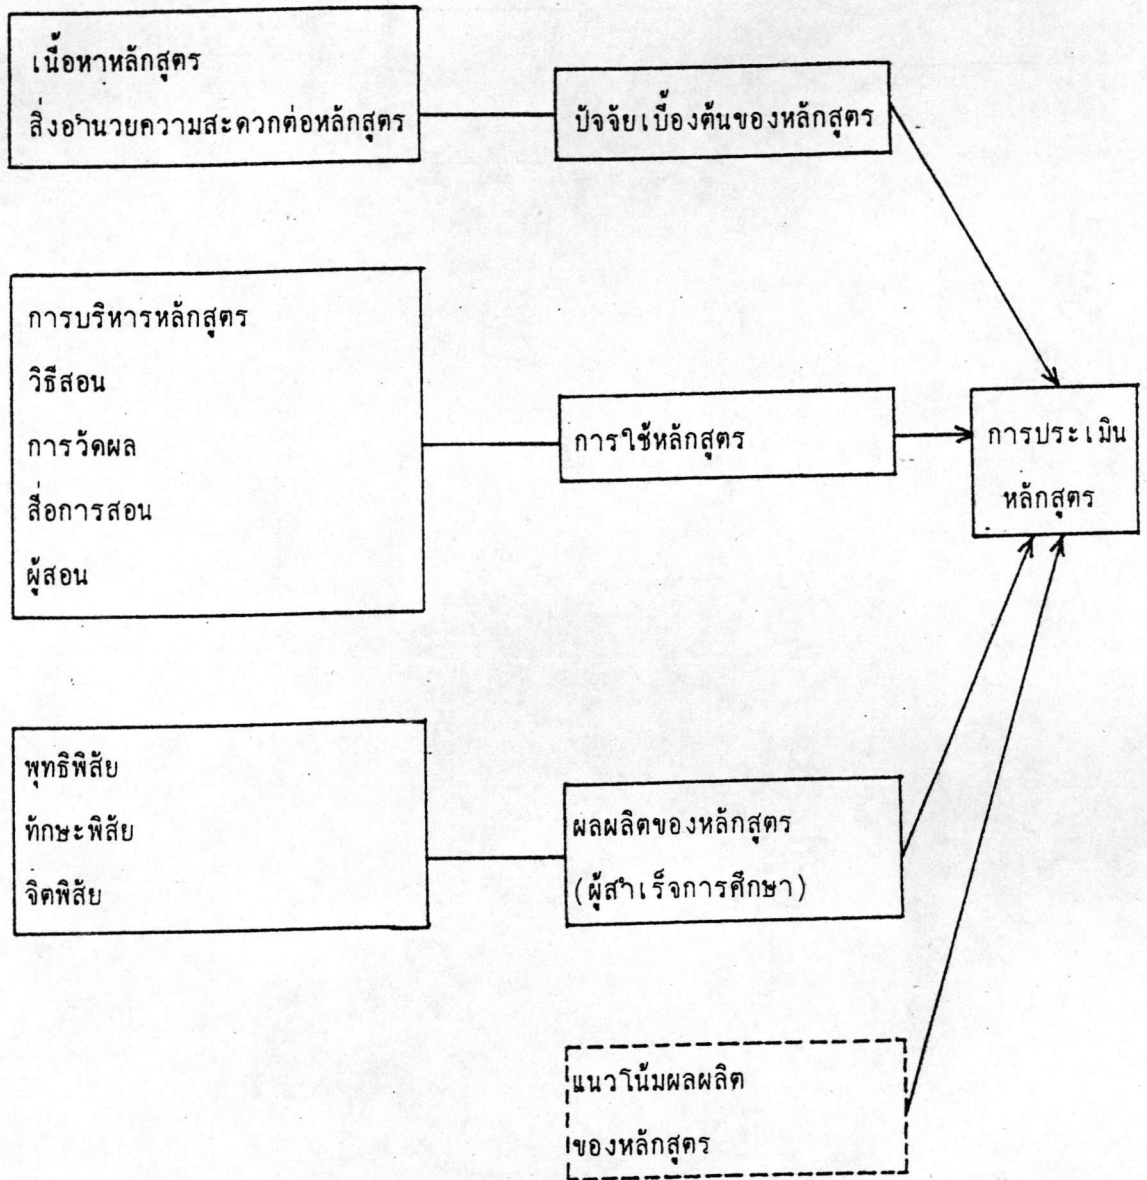 เนื้อหาหลักสูตร
สิ่งอำนวยความสะดวกต่อหลักสูตร
ปัจจัยเบื้องต้นของหลักสูตร
การบริหารหลักสูตร
วิธีสอน
การวัดผล
สื่อการสอน
ผู้สอน
การใช้หลักสูตร
การประเมิน
หลักสูตร
พุทธิพิสัย
ทักษะพิสัย
จิตพิสัย
ผลผลิตของหลักสูตร
(ผู้สำเร็จการศึกษา)
แนวโน้มผลผลิต
ของหลักสูตร